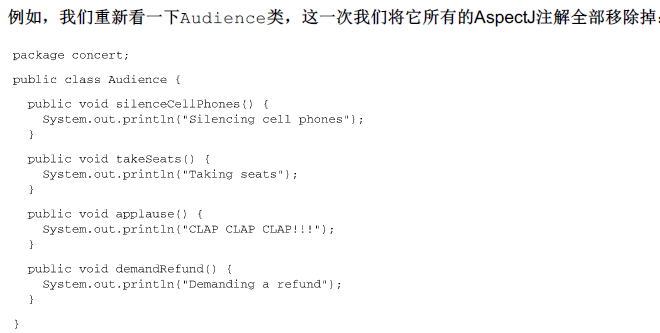 例如，我们重新看一下Audience类，这一次我们将它所有的AspectJ注解全部移除掉：
package concert;
public class Audience {
public void silenceCellPhones() {
System.out.println("Silencing cell phones");
}
public void takeSeats() {
System.out.println("Taking seats");
}
public void applause() {
System.out.println("CLAP CLAP CLAP!!!");
}
public void demandRefund() {
System.out.println("Demanding a refund");
}
}